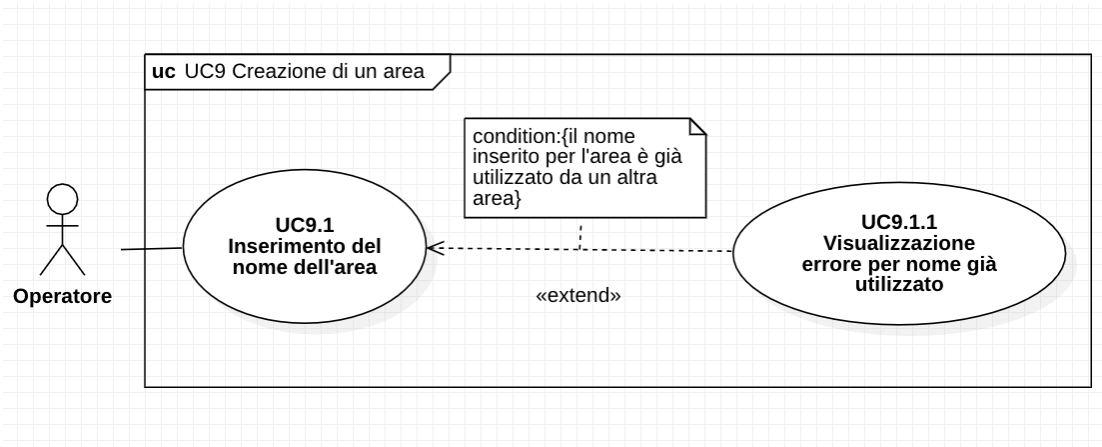 uc UC9 Creazione di un area
condition:{il nome
inserito per l'area è già
utilizzato da un altra
area}
UC9.1
Inserimento del
nome dell'area
UC9.1.1
Visualizzazione
errore per nome già
utilizzato
«extend»
Operatore